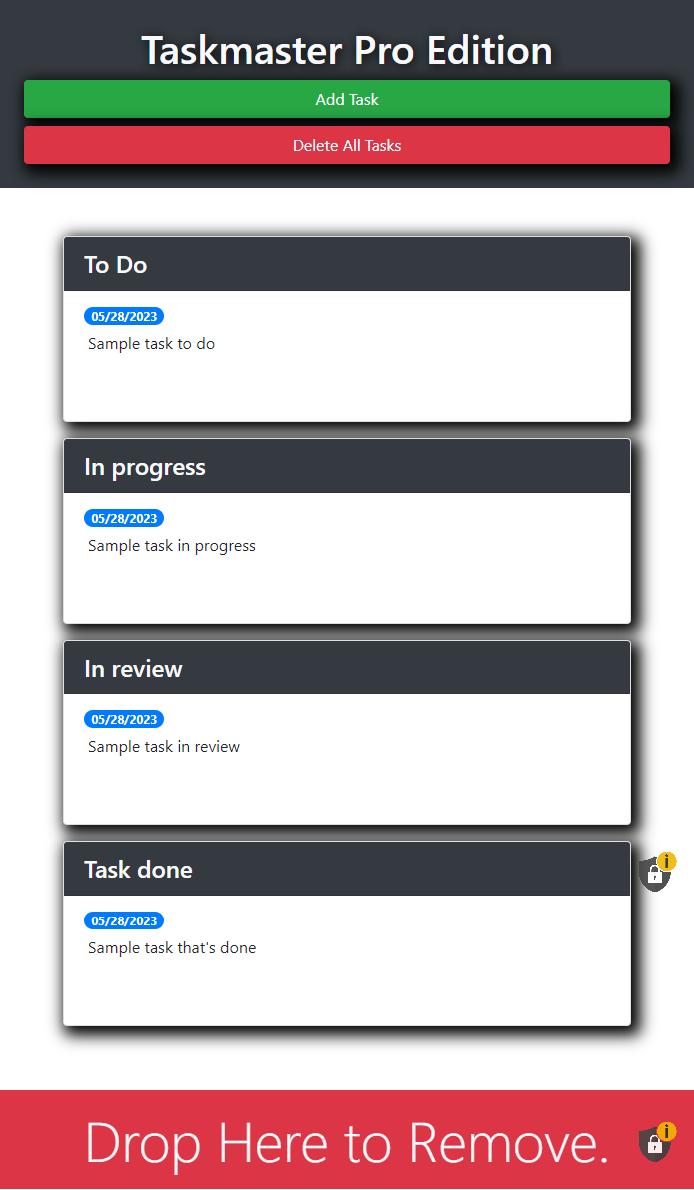 Taskmaster Pro Edition
Add Task
Delete All Tasks
To Do
05/28/2023
Sample task to do
In progress
05/28/2023
Sample task in progress
In review
05/28/2023
Sample task in review
Task done
05/28/2023
Sample task that's done
i
Drop Here to Remove.
i